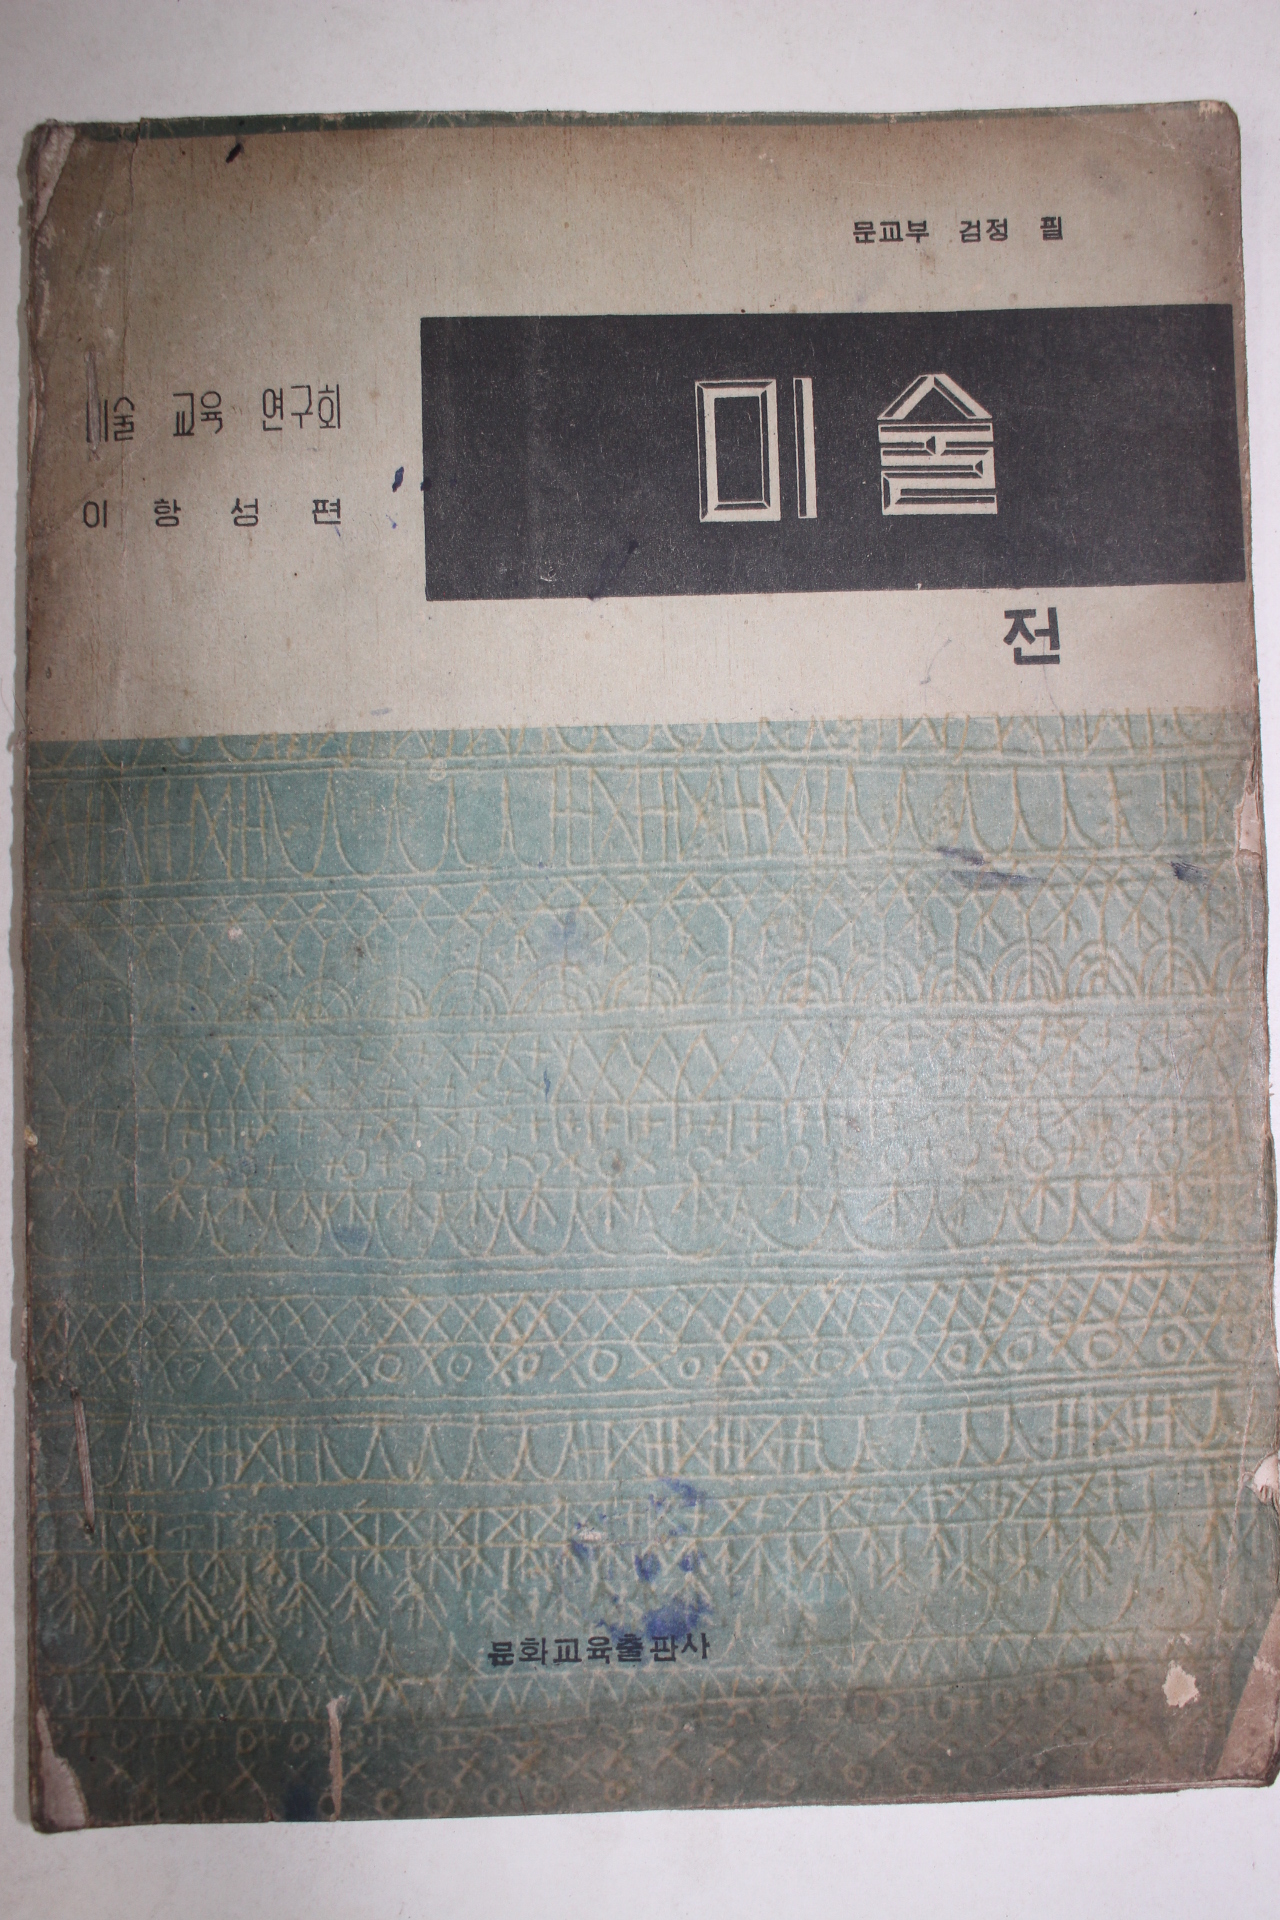 문교부 검정 필
미술
미술 교육 연구회
이 항 성 편
전
문화교육출판사